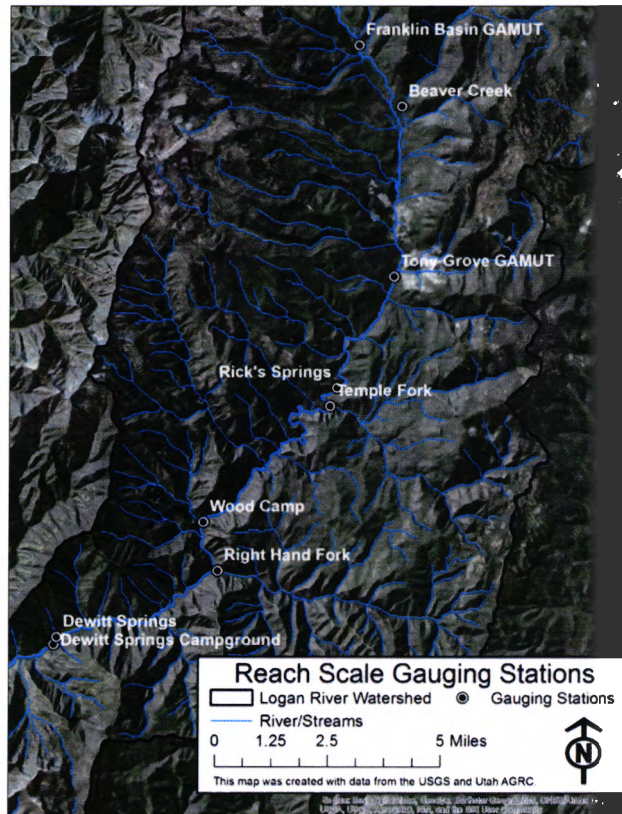 Franklin Basin GAMUT
Beaver Creek
Tony Grove GAMUT
Rick's Springs
Temple Fork
Wood Camp
Right Hand Fork
Dewitt Springs
Dewitt Springs Campground
Reach Scale Gauging Stations
Logan River Watershed Gauging Stations
River/Streams
0 1.25 2.5 5 Miles
N
This map was created with data from the USGS and Utah AGRC.